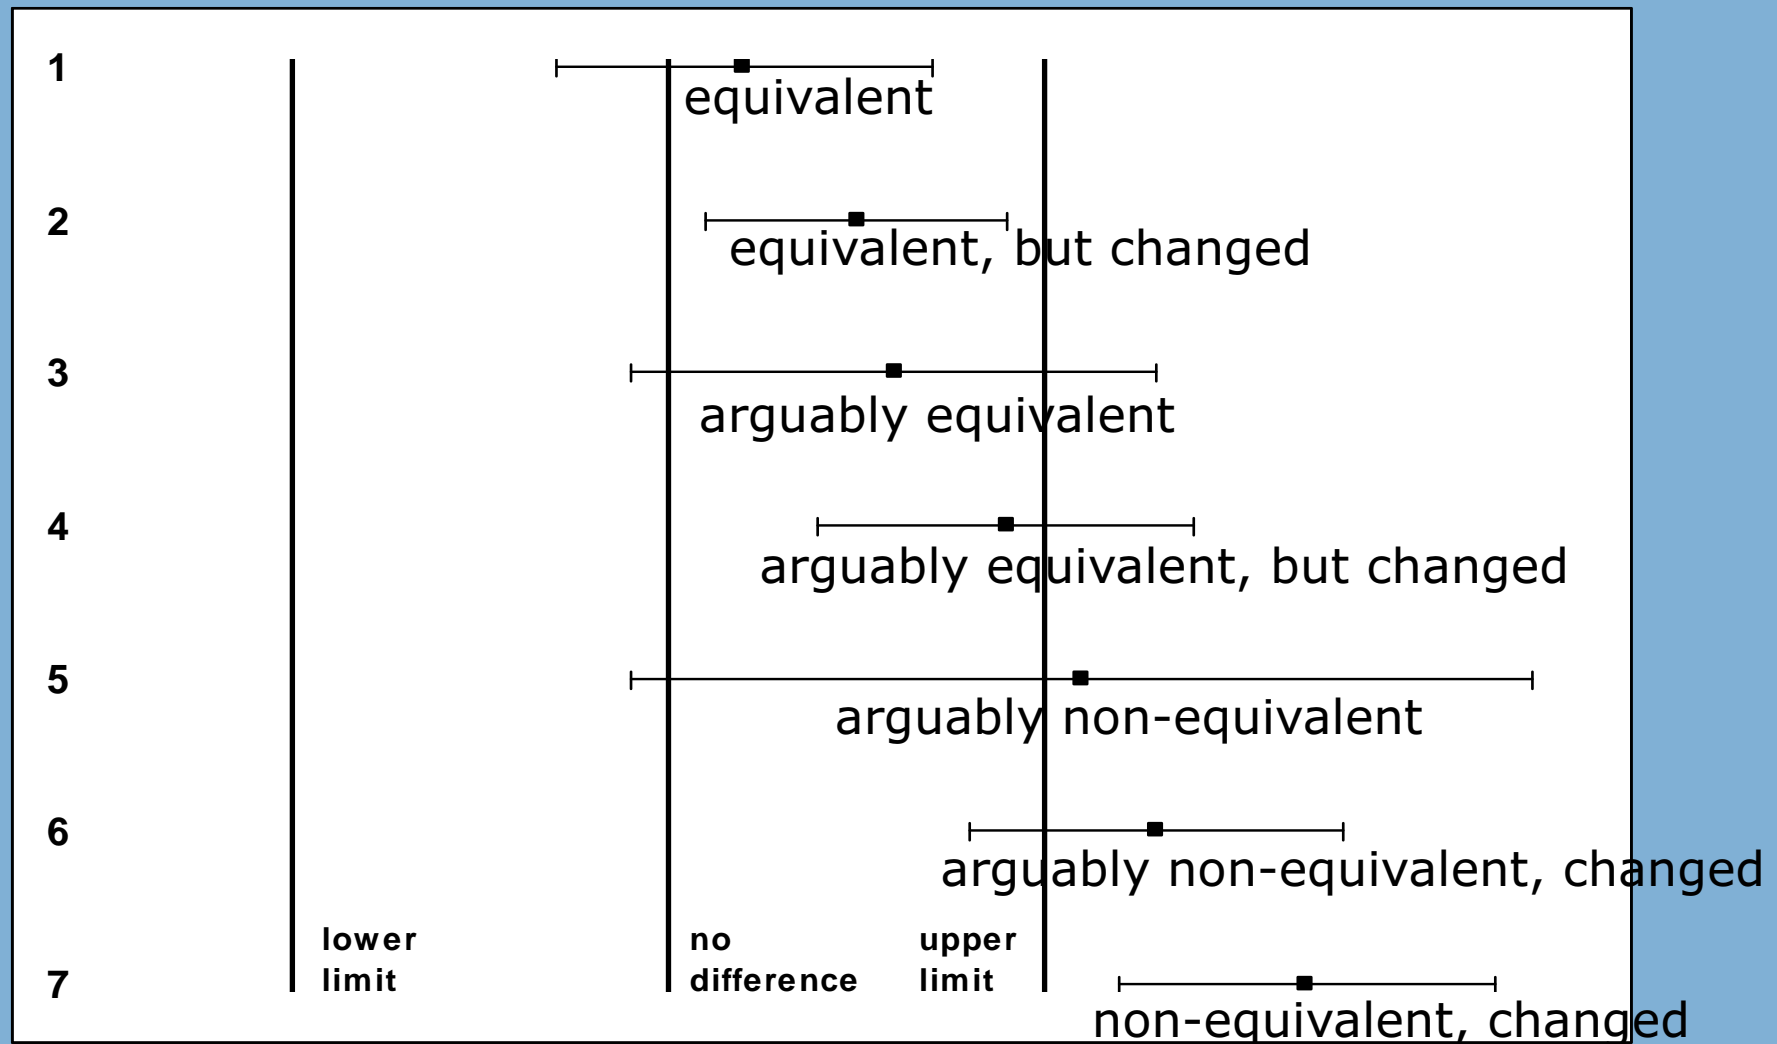 1
equivalent
2
equivalent, but changed
3
arguably equivalent
4
arguably equivalent, but changed
5
arguably non-equivalent
6
arguably non-equivalent, changed
lower no upper
7 limit difference limit
non-equivalent, changed